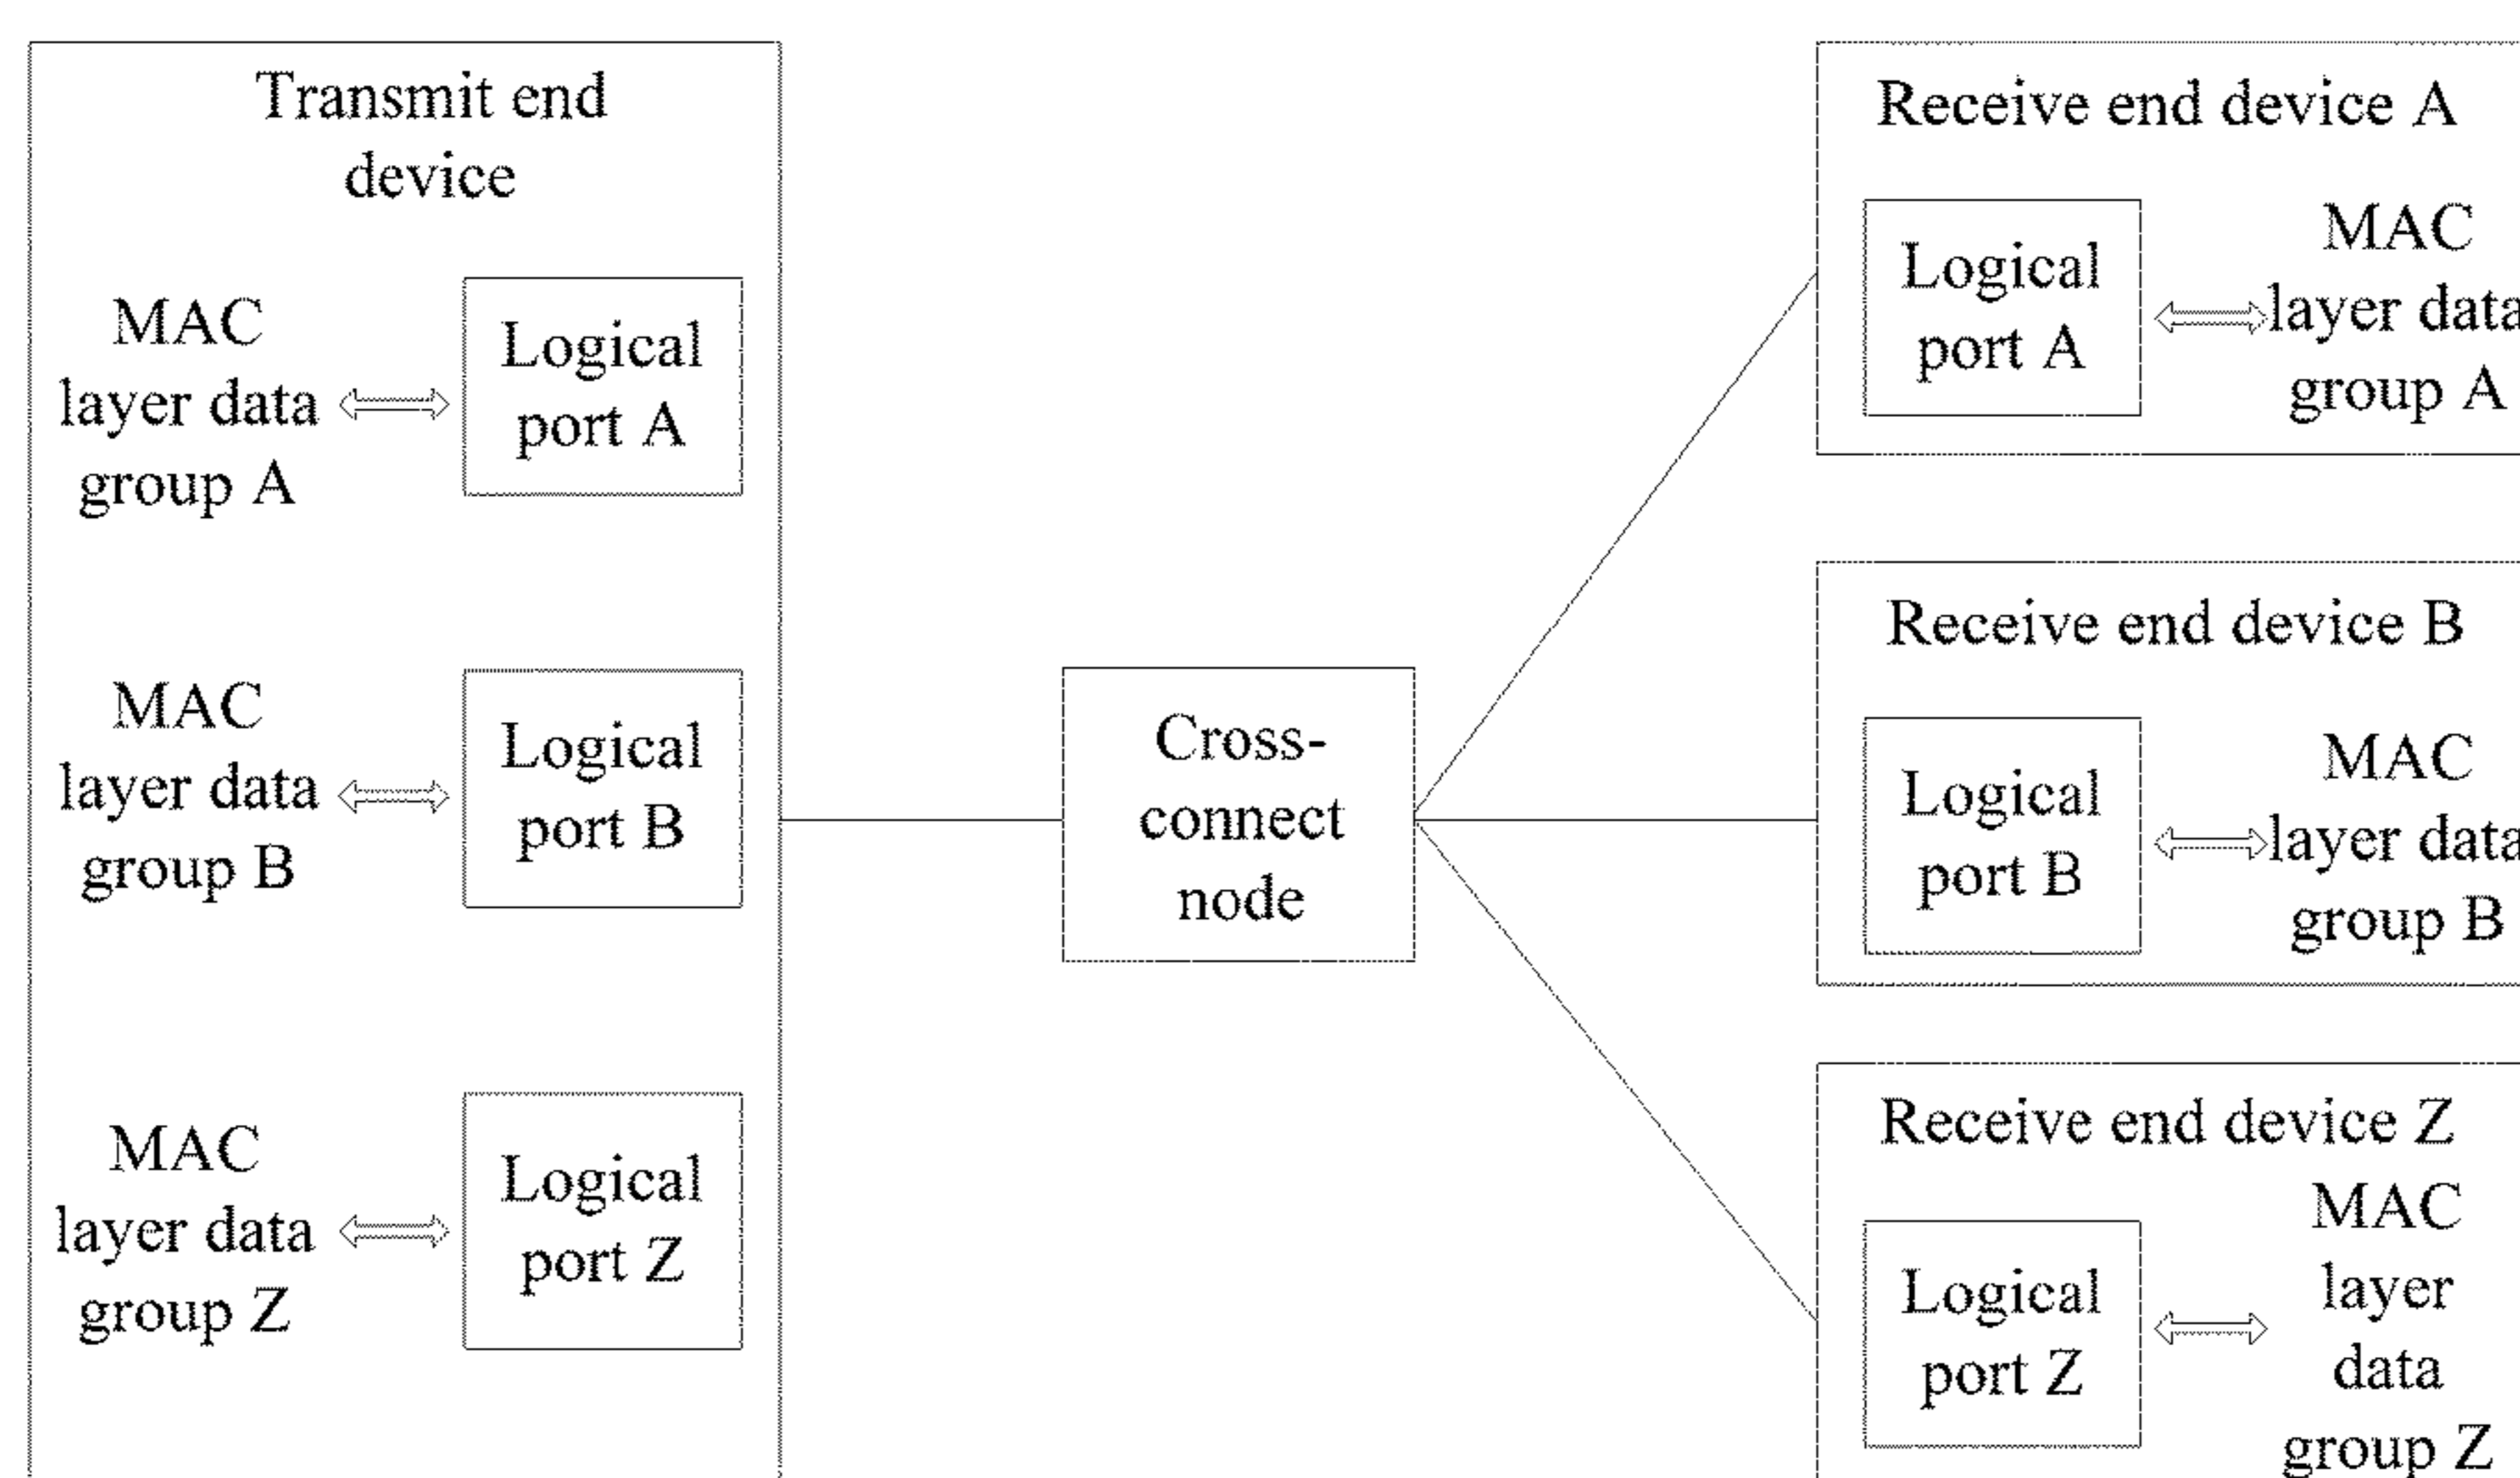 Transmit end
device
MAC
layer data
group A
Logical
port A
MAC
layer data
group B
Logical
port B
MAC
layer data
group Z
Logical
port Z
Cross-
connect
node
Receive end device A
Logical
port A
MAC
layer data
group A
Receive end device B
Logical
port B
MAC
layer data
group B
Receive end device Z
Logical
port Z
MAC
layer
data
group Z